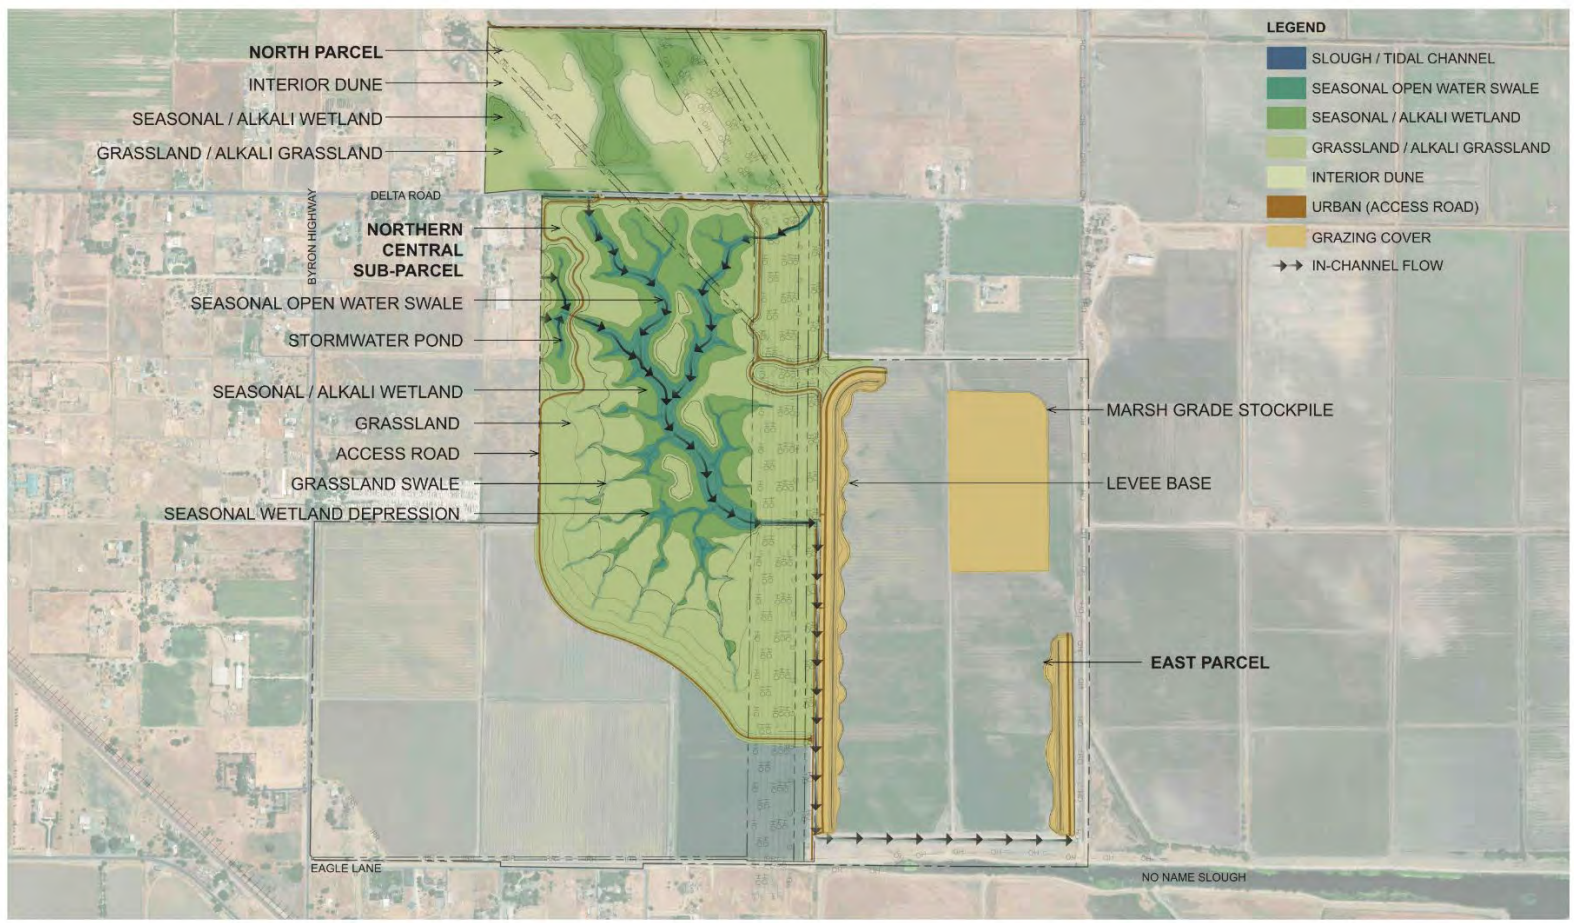 NORTH PARCEL
INTERIOR DUNE
SEASONAL / ALKALI WETLAND
GRASSLAND / ALKALI GRASSLAND
DELTA ROAD
BYRON HIGHWAY
NORTHERN
CENTRAL
SUB-PARCEL
SEASONAL OPEN WATER SWALE
STORMWATER POND
SEASONAL / ALKALI WETLAND
GRASSLAND
ACCESS ROAD
GRASSLAND SWALE
SEASONAL WETLAND DEPRESSION
EAGLE LANE
LEGEND
SLOUGH / TIDAL CHANNEL
SEASONAL OPEN WATER SWALE
SEASONAL / ALKALI WETLAND
GRASSLAND / ALKALI GRASSLAND
INTERIOR DUNE
URBAN (ACCESS ROAD)
GRAZING COVER
IN-CHANNEL FLOW
MARSH GRADE STOCKPILE
LEVEE BASE
EAST PARCEL
NO NAME SLOUGH